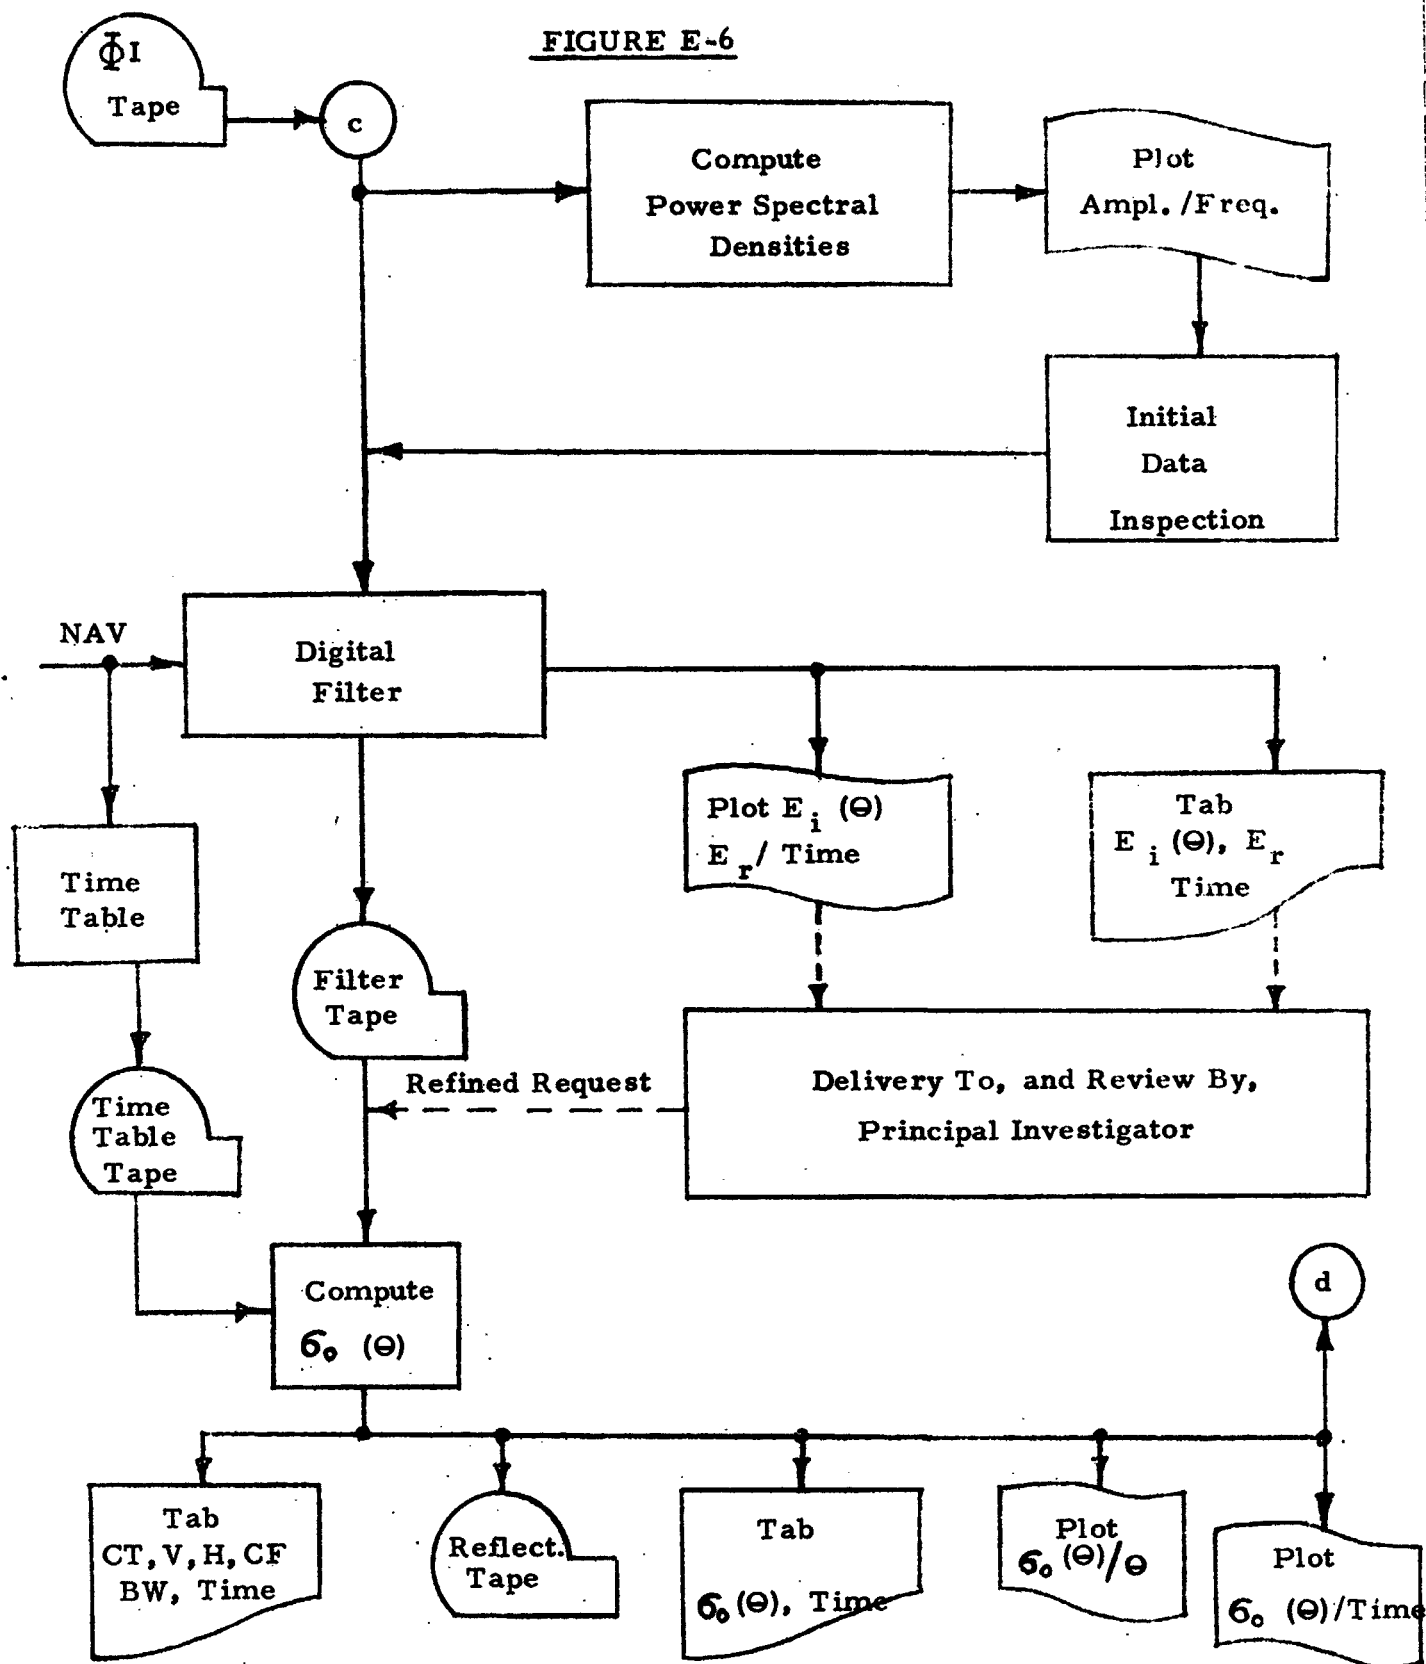 FIGURE E-6
ΦI
Tape
c
Compute
Power Spectral
Densities
Plot
Ampl./Freq.
Initial
Data
Inspection
NAV
Digital
Filter
Time
Table
Plot E i (Θ)
E r / Time
Tab
E i (Θ), E r
Time
Filter
Tape
Refined Request
Delivery To, and Review By,
Principal Investigator
Time
Table
Tape
Compute
σo (Θ)
d
Tab
CT, V, H, CF
BW, Time
Reflect.
Tape
Tab
σo (Θ), Time
Plot
σo (Θ)/Θ
Plot
σo (Θ)/Time